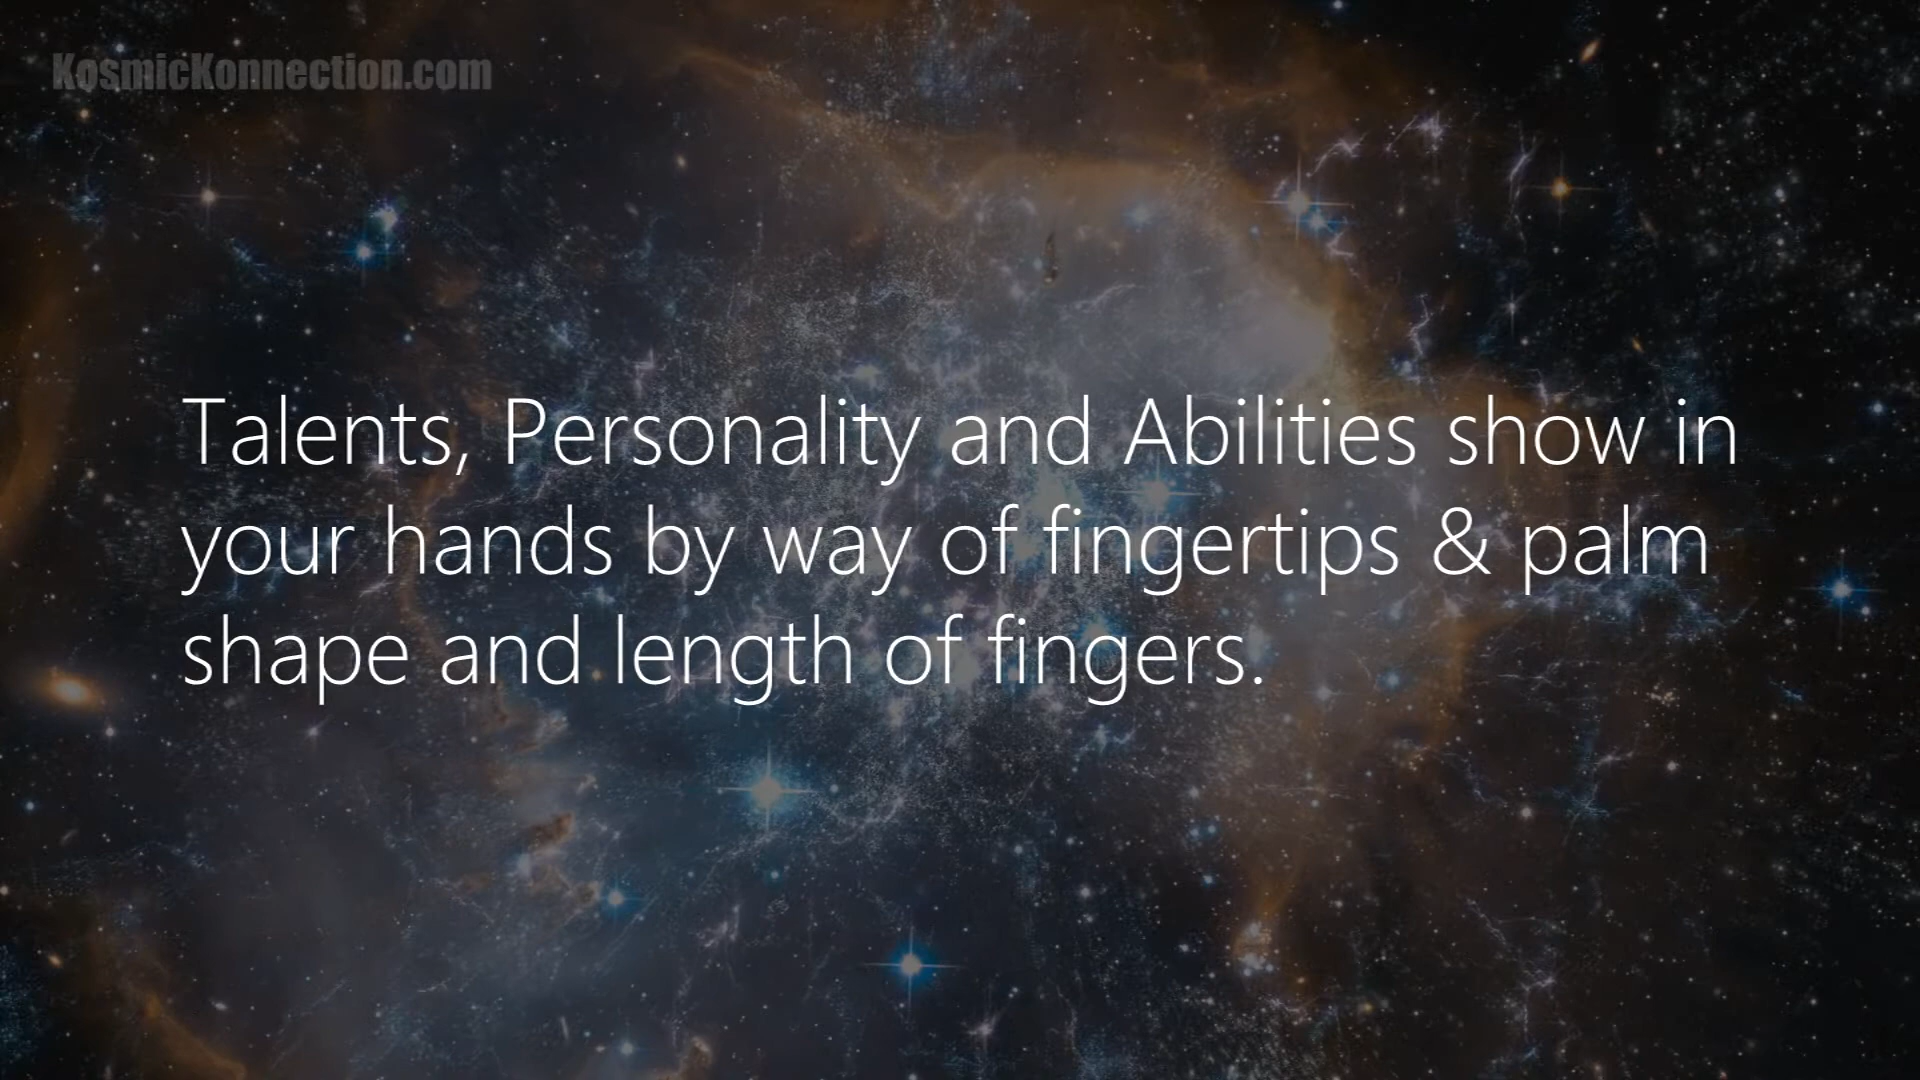 KosmicKonnection.com
Talents, Personality and Abilities show in
your hands by way of fingertips & palm
shape and length of fingers.